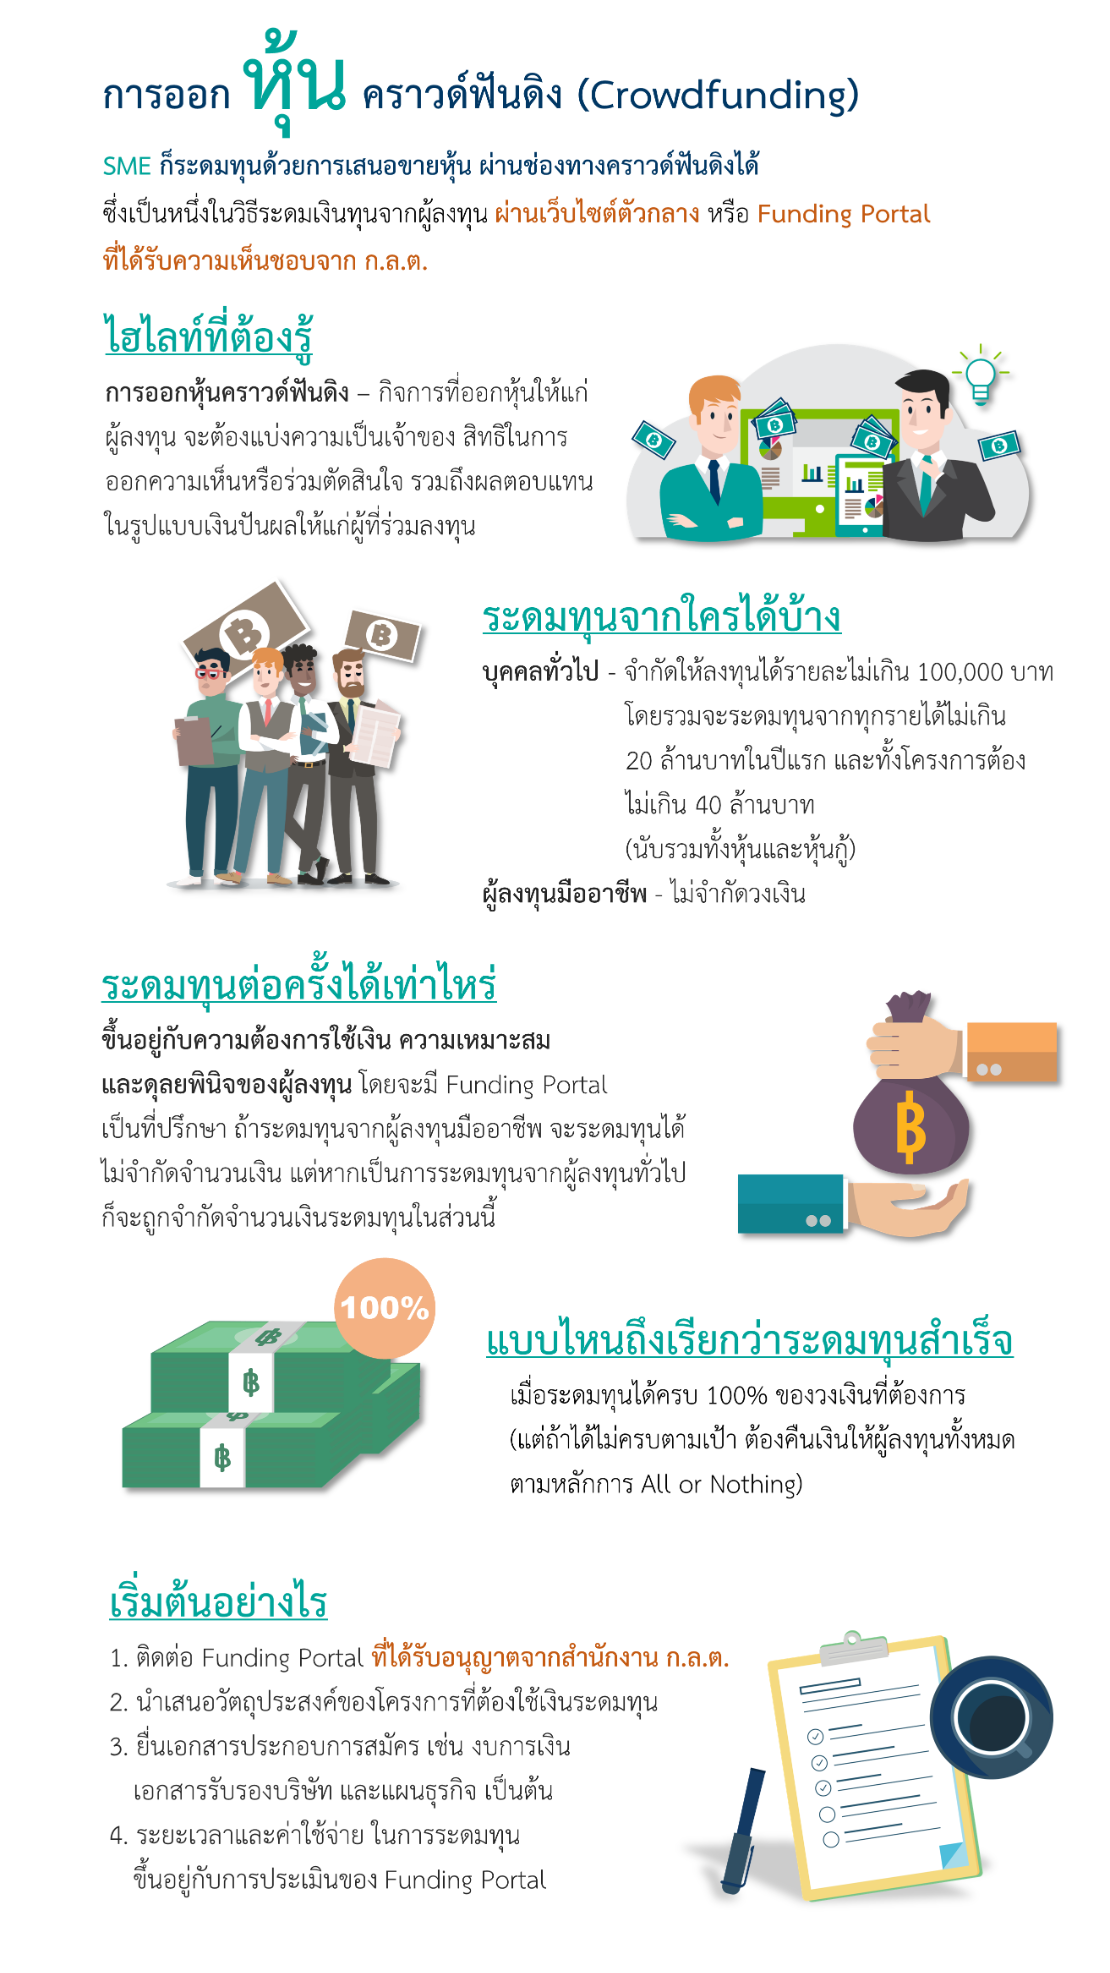 การออก หุ้น คราวด์ฟันดิง (Crowdfunding)
SME ก็ระดมทุนด้วยการเสนอขายหุ้น ผ่านช่องทางคราวด์ฟันดิงได้
ซึ่งเป็นหนึ่งในวิธีระดมเงินทุนจากผู้ลงทุน ผ่านเว็บไซต์ตัวกลาง หรือ Funding Portal
ที่ได้รับความเห็นชอบจาก ก.ล.ต.
ไฮไลท์ที่ต้องรู้
การออกหุ้นคราวด์ฟันดิง – กิจการที่ออกหุ้นให้แก่
ผู้ลงทุน จะต้องแบ่งความเป็นเจ้าของ สิทธิในการ
ออกความเห็นหรือร่วมตัดสินใจ รวมถึงผลตอบแทน
ในรูปแบบเงินปันผลให้แก่ผู้ที่ร่วมลงทุน
ระดมทุนจากใครได้บ้าง
บุคคลทั่วไป - จำกัดให้ลงทุนได้รายละไม่เกิน 100,000 บาท
โดยรวมจะระดมทุนจากทุกรายได้ไม่เกิน
20 ล้านบาทในปีแรก และทั้งโครงการต้อง
ไม่เกิน 40 ล้านบาท
(นับรวมทั้งหุ้นและหุ้นกู้)
ผู้ลงทุนมืออาชีพ - ไม่จำกัดวงเงิน
ระดมทุนต่อครั้งได้เท่าไหร่
ขึ้นอยู่กับความต้องการใช้เงิน ความเหมาะสม
และดุลยพินิจของผู้ลงทุน โดยจะมี Funding Portal
เป็นที่ปรึกษา ถ้าระดมทุนจากผู้ลงทุนมืออาชีพ จะระดมทุนได้
ไม่จำกัดจำนวนเงิน แต่หากเป็นการระดมทุนจากผู้ลงทุนทั่วไป
ก็จะถูกจำกัดจำนวนเงินระดมทุนในส่วนนี้
100%
แบบไหนถึงเรียกว่าระดมทุนสำเร็จ
เมื่อระดมทุนได้ครบ 100% ของวงเงินที่ต้องการ
(แต่ถ้าได้ไม่ครบตามเป้า ต้องคืนเงินให้ผู้ลงทุนทั้งหมด
ตามหลักการ All or Nothing)
เริ่มต้นอย่างไร
1. ติดต่อ Funding Portal ที่ได้รับอนุญาตจากสำนักงาน ก.ล.ต.
2. นำเสนอวัตถุประสงค์ของโครงการที่ต้องใช้เงินระดมทุน
3. ยื่นเอกสารประกอบการสมัคร เช่น งบการเงิน
เอกสารรับรองบริษัท และแผนธุรกิจ เป็นต้น
4. ระยะเวลาและค่าใช้จ่าย ในการระดมทุน
ขึ้นอยู่กับการประเมินของ Funding Portal